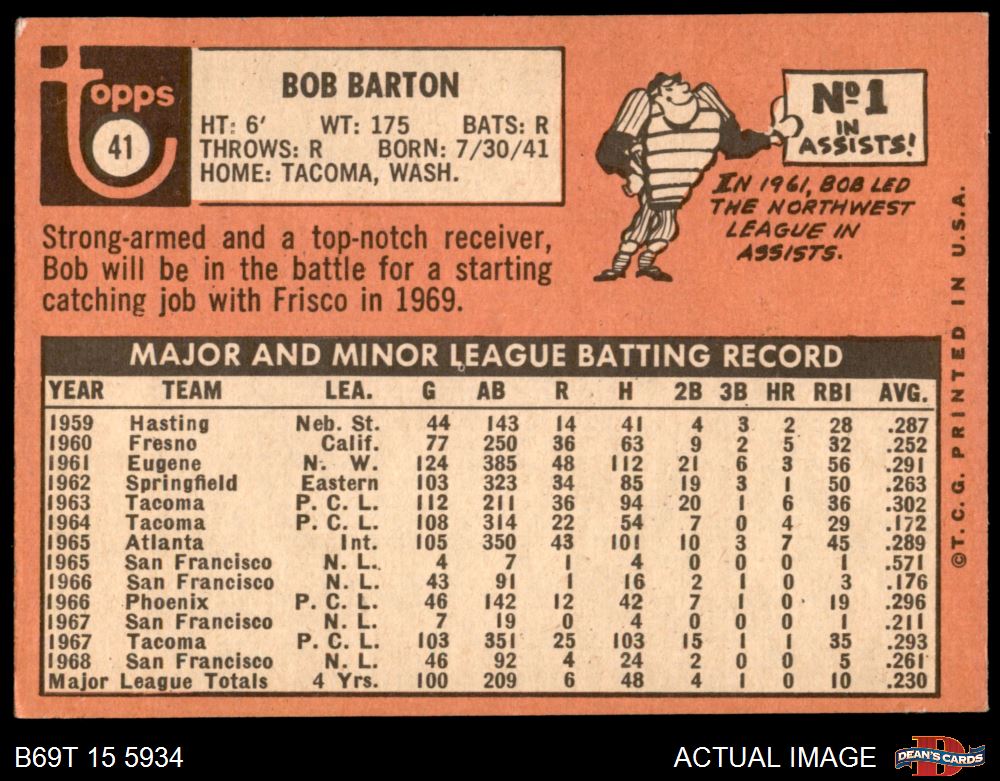 Topps
41
BOB BARTON
HT: 6' WT: 175 BATS: R
THROWS: R BORN: 7/30/41
HOME: TACOMA, WASH.
Strong-armed and a top-notch receiver,
Bob will be in the battle for a starting
catching job with Frisco in 1969.
Nº 1
IN
ASSISTS!
IN 1961, BOB LED
THE NORTHWEST
LEAGUE IN
ASSISTS.
MAJOR AND MINOR LEAGUE BATTING RECORD
YEAR TEAM LEA. G AB R H 2B 3B HR RBI AVG.
1959 Hasting Neb. St. 44 143 14 41 4 3 2 28 .287
1960 Fresno Calif. 77 250 36 63 9 2 5 32 .252
1961 Eugene N. W. 124 385 48 112 21 6 3 56 .291
1962 Springfield Eastern 103 323 34 85 19 3 1 50 .263
1963 Tacoma P. C. L. 112 211 36 94 20 1 6 36 .302
1964 Tacoma P. C. L. 108 314 22 54 7 0 4 29 .172
1965 Atlanta Int. 105 350 43 101 10 3 7 45 .289
1965 San Francisco N. L. 4 7 1 4 0 0 0 1 .571
1966 San Francisco N. L. 43 91 1 16 2 1 0 3 .176
1966 Phoenix P. C. L. 46 142 12 42 7 1 0 19 .296
1967 San Francisco N. L. 7 19 0 4 0 0 0 1 .211
1967 Tacoma P. C. L. 103 351 25 103 15 1 1 35 .293
1968 San Francisco N. L. 46 92 4 24 2 0 0 5 .261
Major League Totals 4 Yrs. 100 209 6 48 4 1 0 10 .230
©T. C. G. PRINTED IN U.S.A.
B69T 15 5934
ACTUAL IMAGE
DEAN'S CARDS